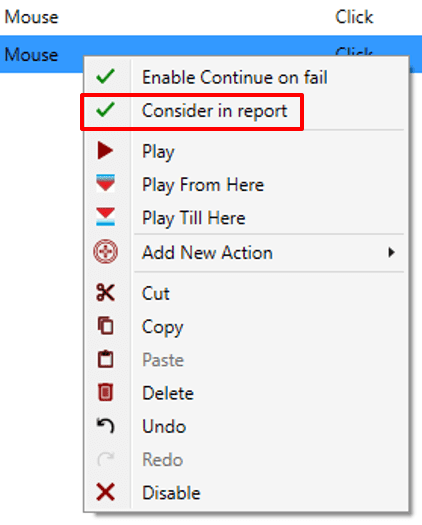 Mouse Click
Mouse Click
Enable Continue on fail
Consider in report
Play
Play From Here
Play Till Here
Add New Action
Cut
Copy
Paste
Delete
Undo
Redo
Disable